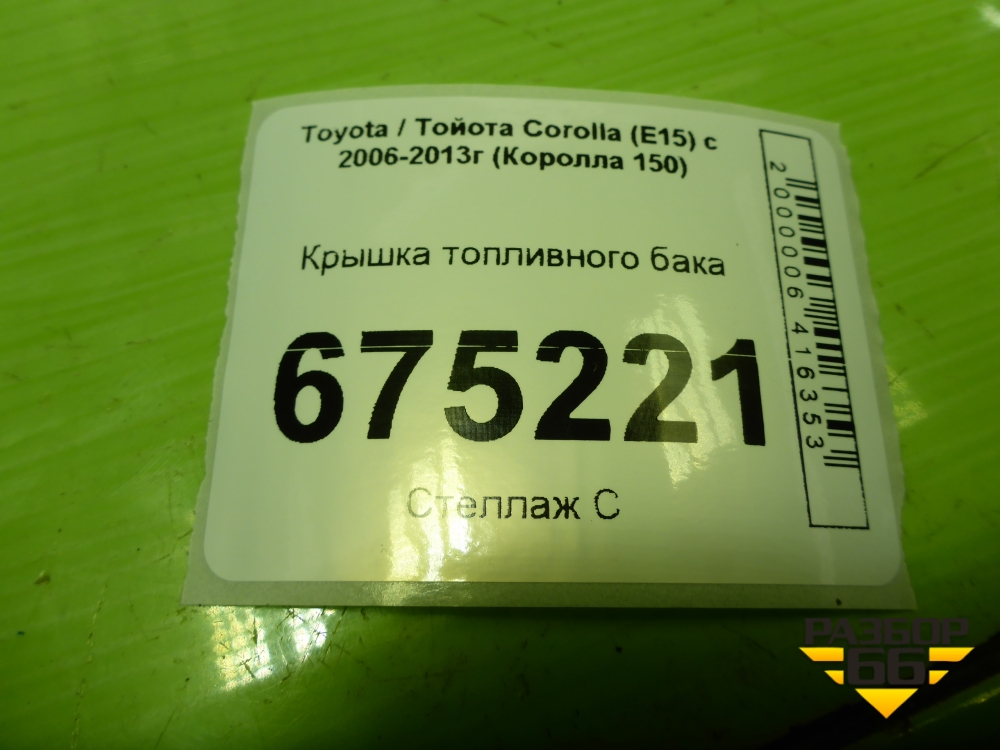 Toyota / Тойота Corolla (E15) с
2006-2013г (Королла 150)
Крышка топливного бака
675221
Стеллаж С
2000006416353
РАЗБОР
66